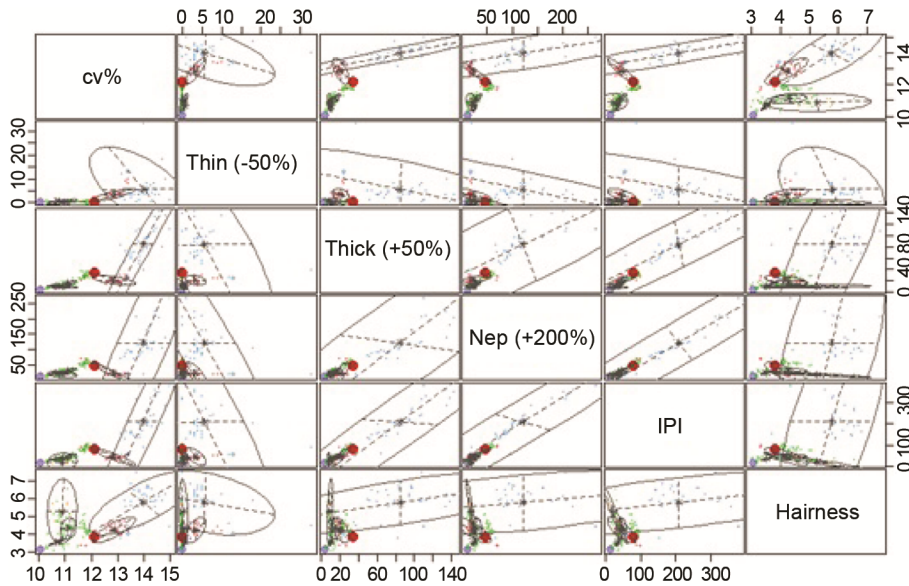 0 5 10 20 30
50 100 200
3 4 5 6 7
cv%
10 11 12 14
Thin (-50%)
0 5 10 20 30
Thick (+50%)
0 20 40 80 140
Nep (+200%)
50 150 250
IPI
0 100 300
Hairness
3 4 5 6 7
10 11 12 13 14 15
0 20 60 100 140
0 100 200 300